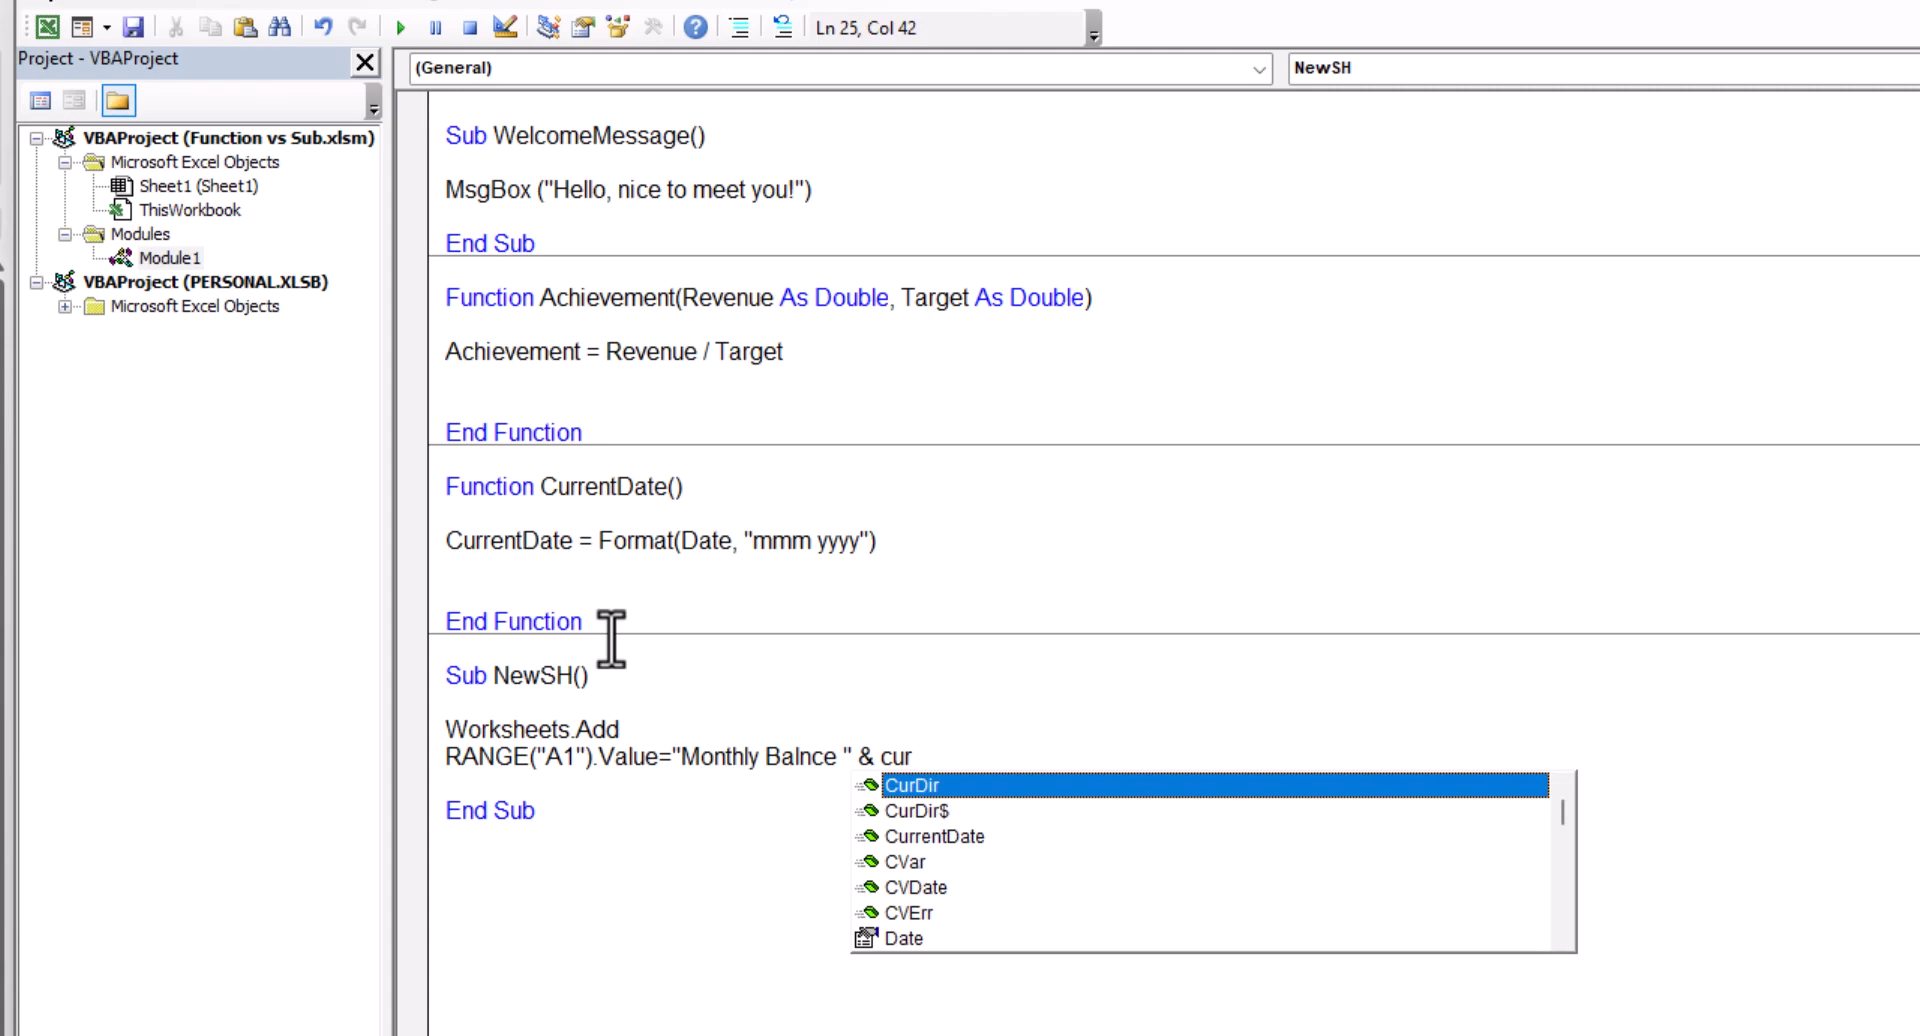 Ln 25, Col 42
Project - VBAProject
(General)
NewSH
VBAProject (Function vs Sub.xlsm)
Microsoft Excel Objects
Sheet1 (Sheet1)
ThisWorkbook
Modules
Module1
VBAProject (PERSONAL.XLSB)
Microsoft Excel Objects
Sub WelcomeMessage()
MsgBox ("Hello, nice to meet you!")
End Sub
Function Achievement(Revenue As Double, Target As Double)
Achievement = Revenue / Target
End Function
Function CurrentDate()
CurrentDate = Format(Date, "mmm yyyy")
End Function
Sub NewSH()
Worksheets.Add
RANGE("A1").Value="Monthly Balnce " & cur
CurDir
CurDir$
CurrentDate
CVar
CVDate
CVErr
Date
End Sub